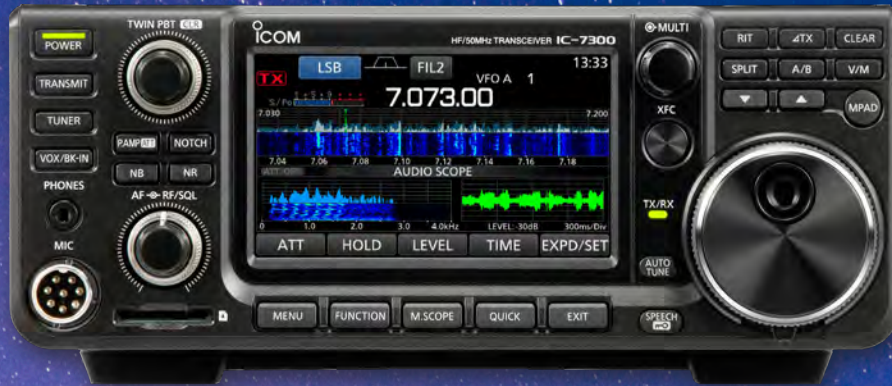 TWIN PBT CLR
POWER
TRANSMIT
TUNER
VOX/BK-IN
P.AMP ATT
NOTCH
NB
NR
PHONES
AF RF/SQL
MIC
ICOM
HF/50MHz TRANSCEIVER IC-7300
TX
LSB
FIL2
13:33
VFO A 1
7.073.00
7.030
7.200
7.04 7.06 7.08 7.10 7.12 7.14 7.16 7.18
AUDIO SCOPE
0 1.0 2.0 3.0 4.0kHz
LEVEL:-30dB
300ms/Div
ATT HOLD LEVEL TIME EXPD/SET
MENU
FUNCTION
M.SCOPE
QUICK
EXIT
MULTI
XFC
TX/RX
AUTO
TUNE
SPEECH
RIT
⊿TX
CLEAR
SPLIT
A/B
V/M
MPAD